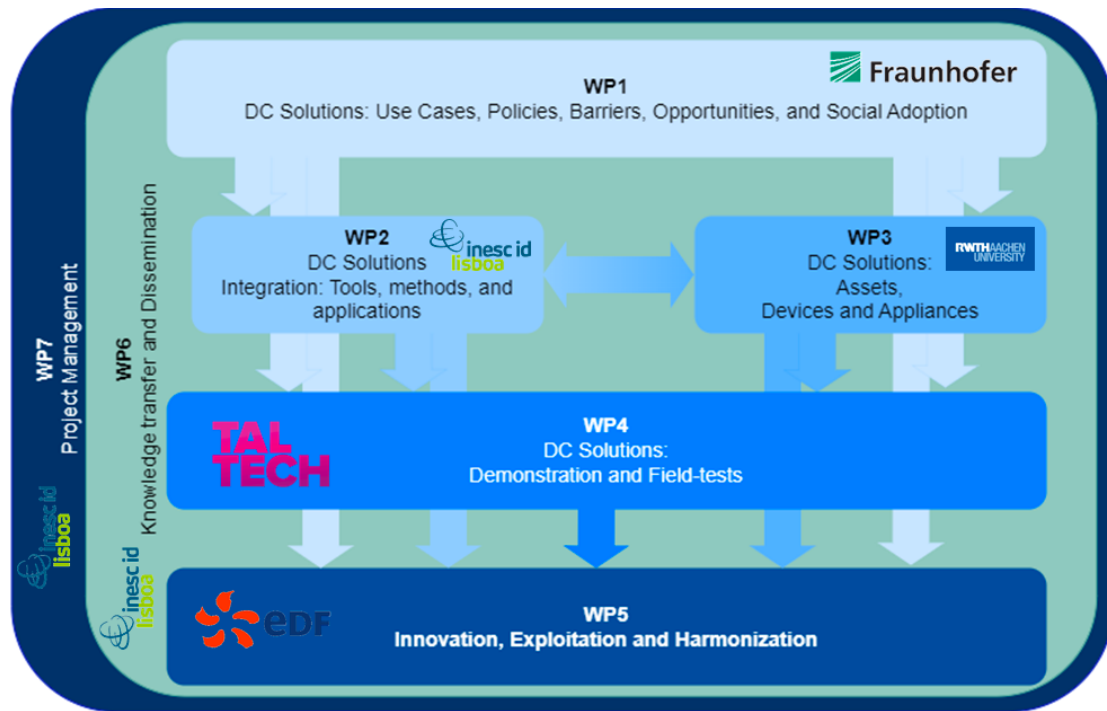 WP7
Project Management
inesc id
lisboa
WP6
Knowledge transfer and Dissemination
inesc id
lisboa
WP1
Fraunhofer
DC Solutions: Use Cases, Policies, Barriers, Opportunities, and Social Adoption
WP2
inesc id
lisboa
DC Solutions
Integration: Tools, methods, and
applications
WP3
RWTHAACHEN
UNIVERSITY
DC Solutions:
Assets,
Devices and Appliances
TAL
TECH
WP4
DC Solutions:
Demonstration and Field-tests
eDF
WP5
Innovation, Exploitation and Harmonization